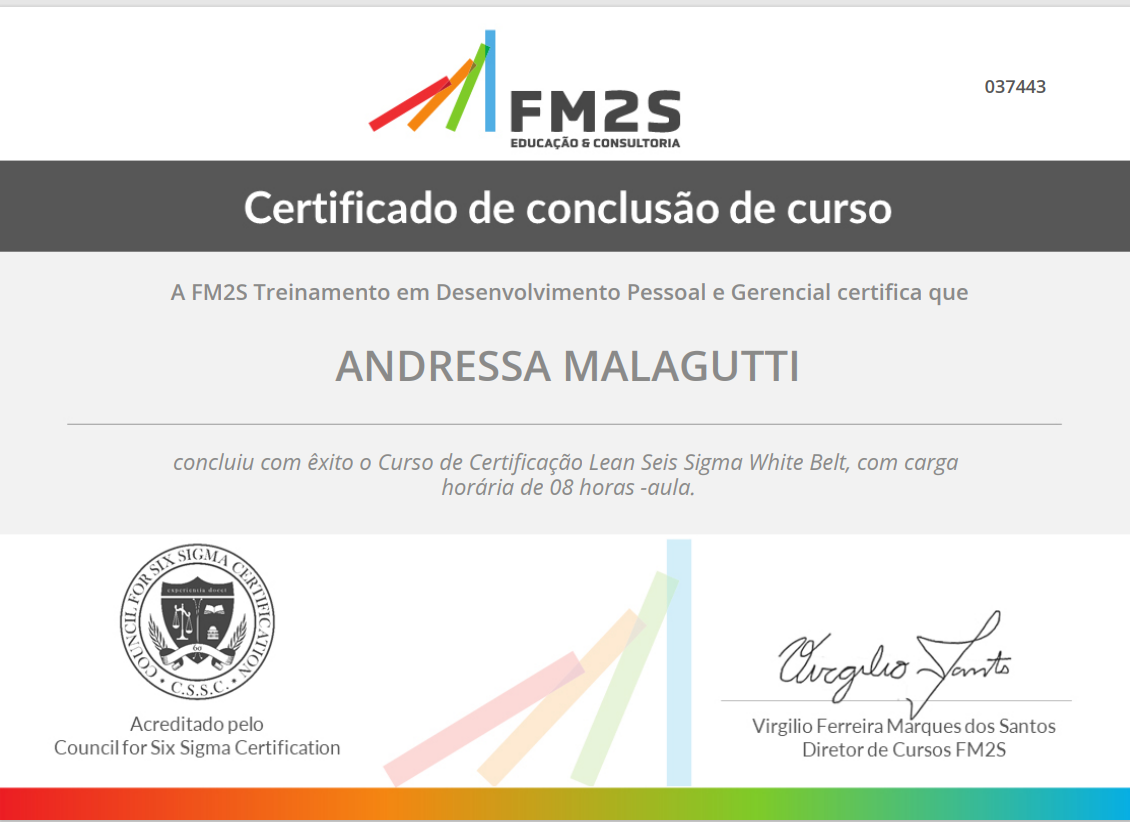 FM2S
EDUCAÇÃO & CONSULTORIA
037443
Certificado de conclusão de curso
A FM2S Treinamento em Desenvolvimento Pessoal e Gerencial certifica que
ANDRESSA MALAGUTTI
concluiu com êxito o Curso de Certificação Lean Seis Sigma White Belt, com carga
horária de 08 horas -aula.
COUNCIL FOR SIX SIGMA CERTIFICATION
experientia docet
6σ
• C.S.S.C. •
Acreditado pelo
Council for Six Sigma Certification
Virgilio Santos
Virgilio Ferreira Marques dos Santos
Diretor de Cursos FM2S